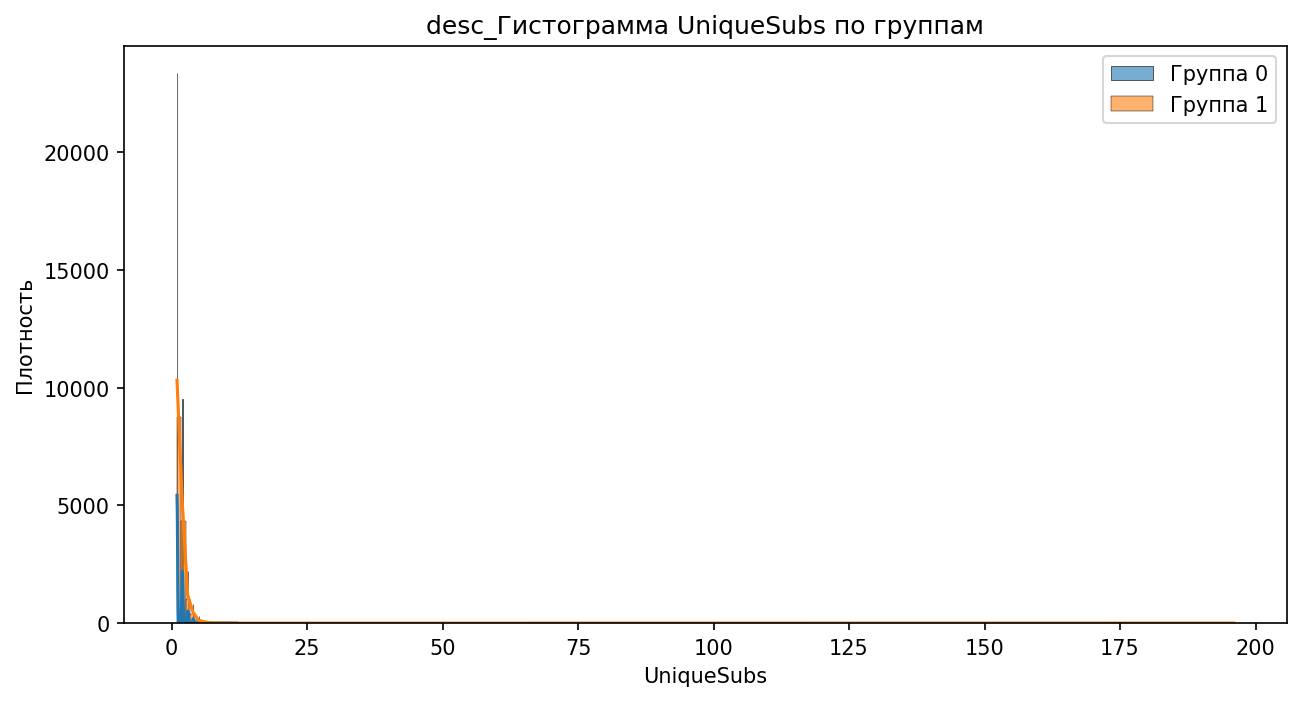 desc_Гистограмма UniqueSubs по группам
Группа 0
Группа 1
Плотность
20000
15000
10000
5000
0
0 25 50 75 100 125 150 175 200
UniqueSubs